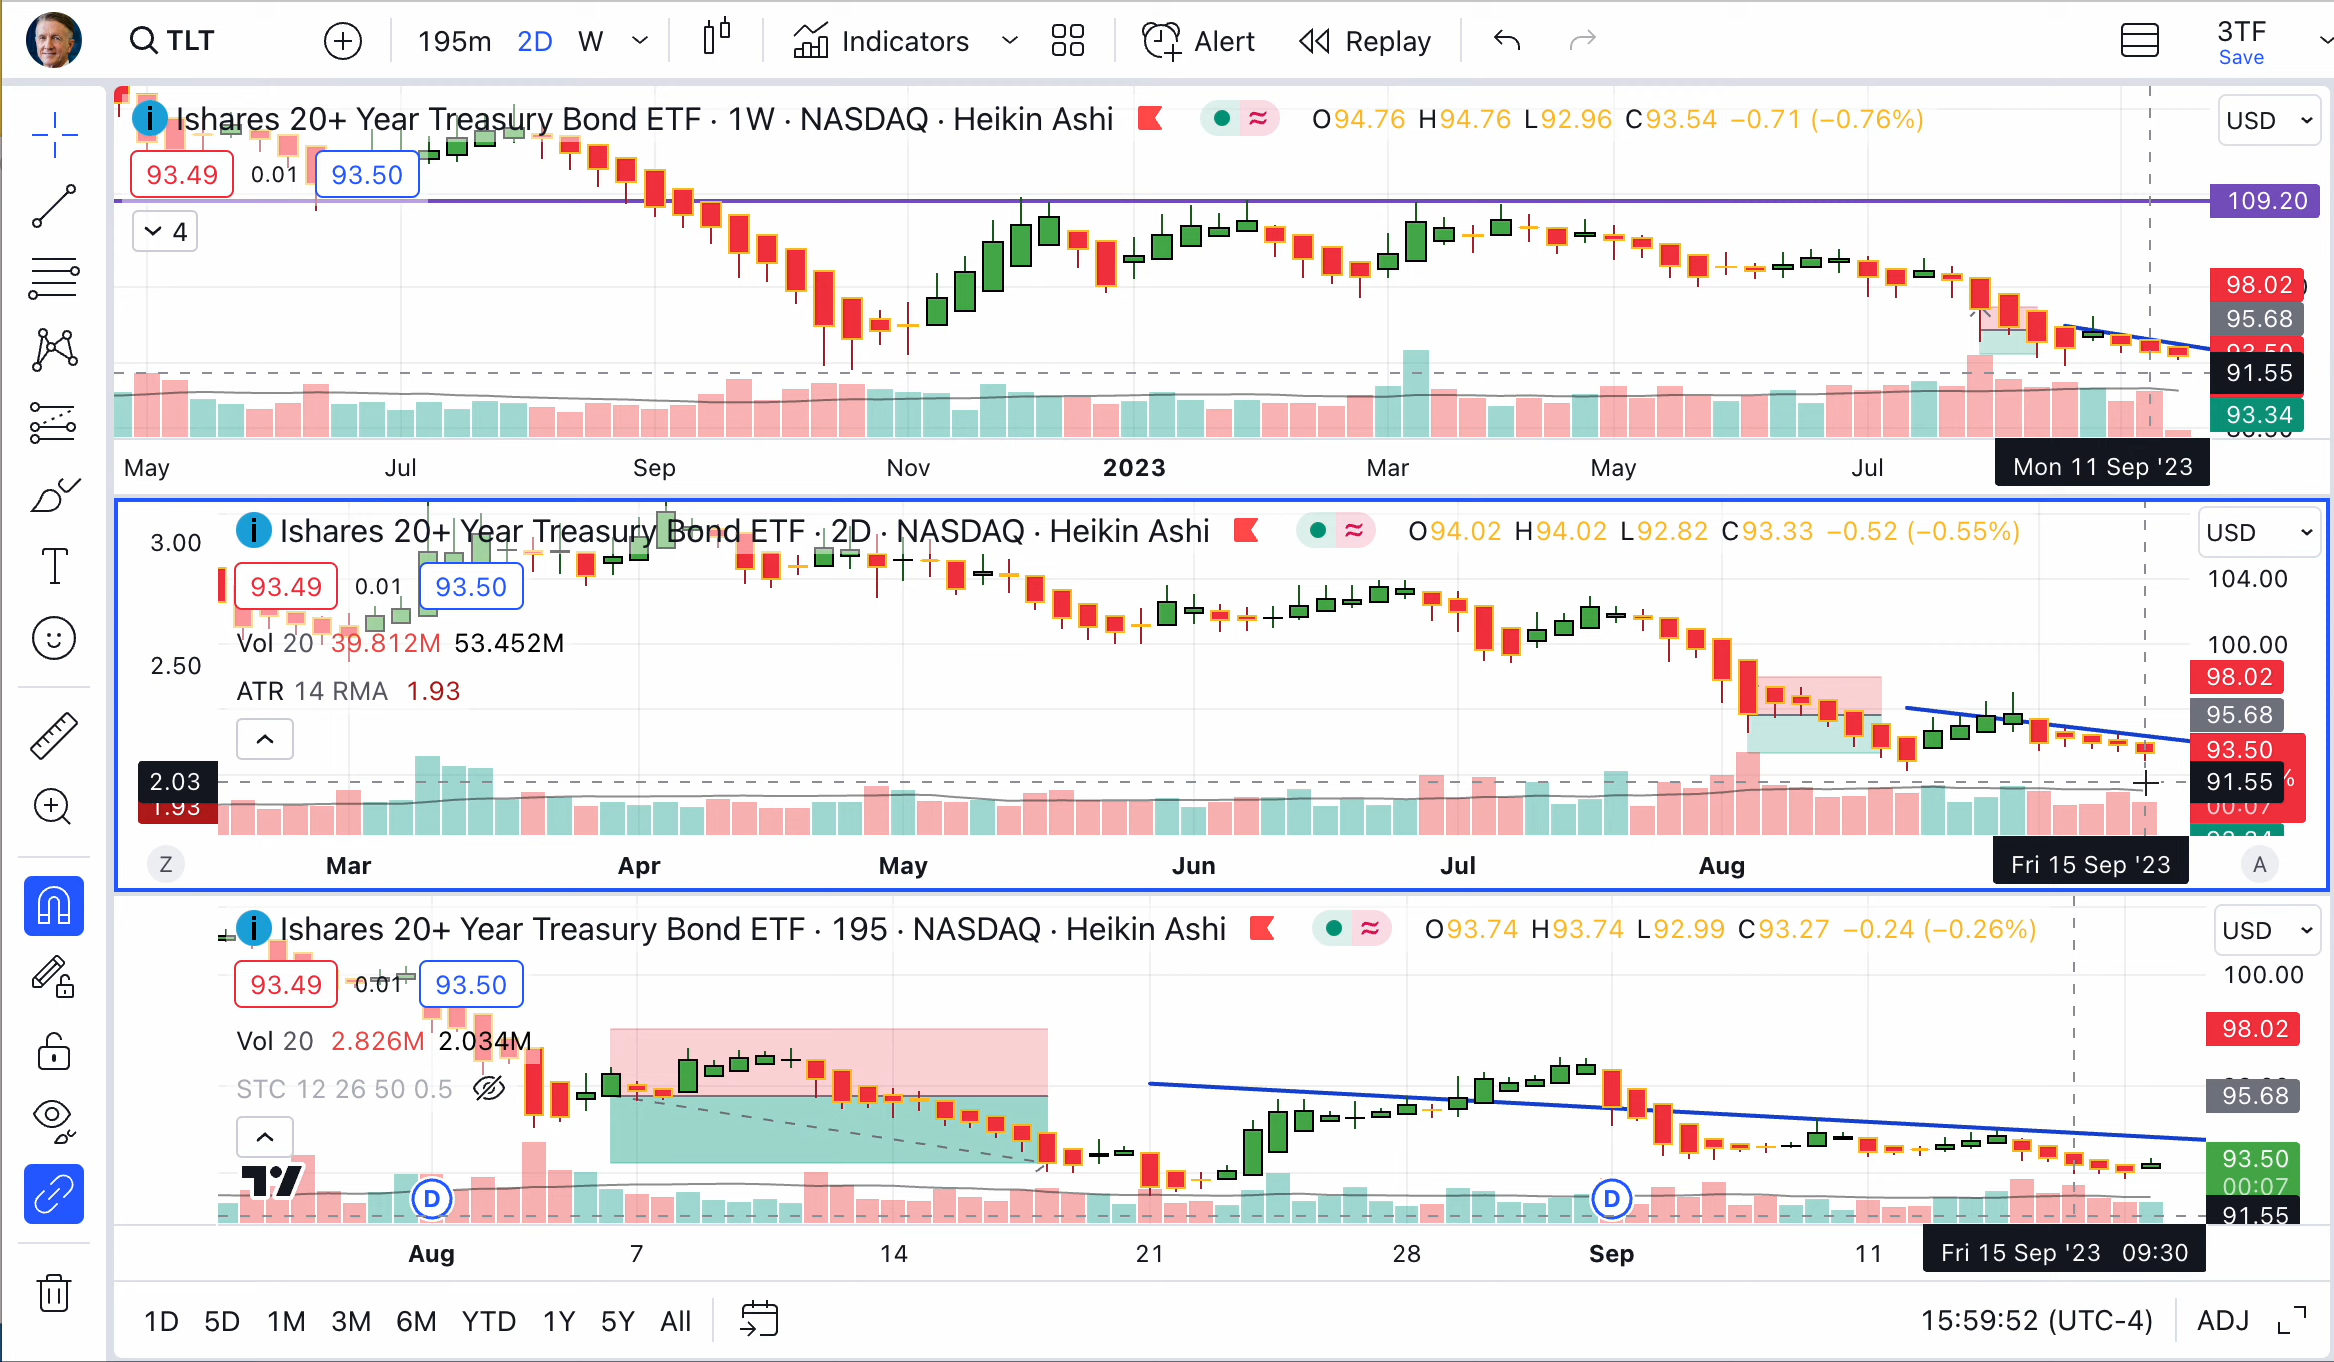 TLT
195m 2D W
Indicators
Alert
Replay
3TF
Save
i Ishares 20+ Year Treasury Bond ETF · 1W · NASDAQ · Heikin Ashi
O94.76 H94.76 L92.96 C93.54 −0.71 (−0.76%)
USD
93.49 0.01 93.50
4
109.20
98.02
95.68
91.55
93.34
May Jul Sep Nov 2023 Mar May Jul Mon 11 Sep '23
3.00
i Ishares 20+ Year Treasury Bond ETF · 2D · NASDAQ · Heikin Ashi
O94.02 H94.02 L92.82 C93.33 −0.52 (−0.55%)
USD
104.00
93.49 0.01 93.50
Vol 20 39.812M 53.452M
100.00
2.50
ATR 14 RMA 1.93
98.02
95.68
93.50
2.03
91.55
1.93
00:07
Z Mar Apr May Jun Jul Aug Fri 15 Sep '23 A
i Ishares 20+ Year Treasury Bond ETF · 195 · NASDAQ · Heikin Ashi
O93.74 H93.74 L92.99 C93.27 −0.24 (−0.26%)
USD
100.00
93.49 0.01 93.50
Vol 20 2.826M 2.034M
98.02
STC 12 26 50 0.5
95.68
93.50
00:07
D D
91.55
Aug 7 14 21 28 Sep 11 Fri 15 Sep '23 09:30
1D 5D 1M 3M 6M YTD 1Y 5Y All
15:59:52 (UTC-4) ADJ